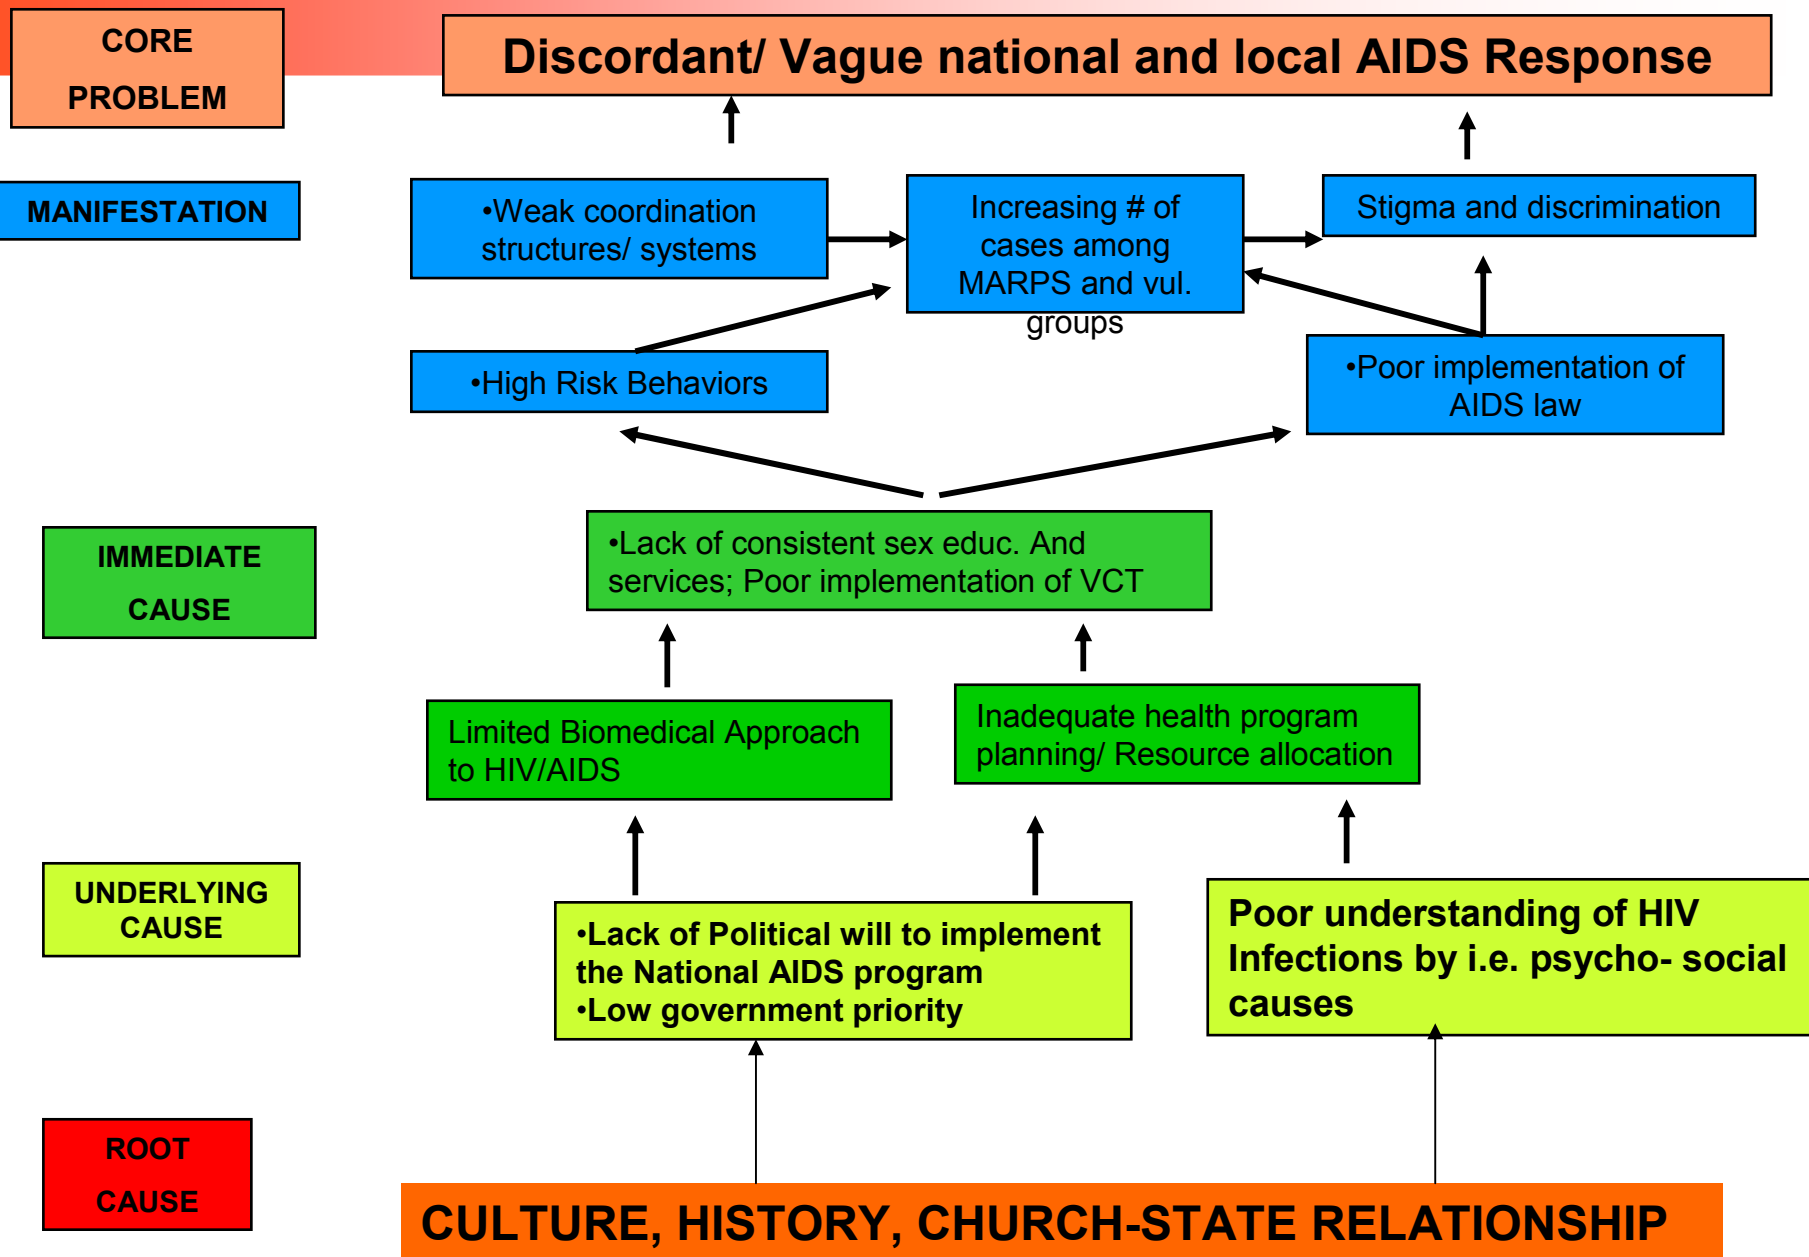 CORE
PROBLEM
Discordant/ Vague national and local AIDS Response
MANIFESTATION
•Weak coordination
structures/ systems
Increasing # of
cases among
MARPS and vul.
groups
Stigma and discrimination
•High Risk Behaviors
•Poor implementation of
AIDS law
IMMEDIATE
CAUSE
•Lack of consistent sex educ. And
services; Poor implementation of VCT
Limited Biomedical Approach
to HIV/AIDS
Inadequate health program
planning/ Resource allocation
UNDERLYING
CAUSE
•Lack of Political will to implement
the National AIDS program
•Low government priority
Poor understanding of HIV
Infections by i.e. psycho- social
causes
ROOT
CAUSE
CULTURE, HISTORY, CHURCH-STATE RELATIONSHIP